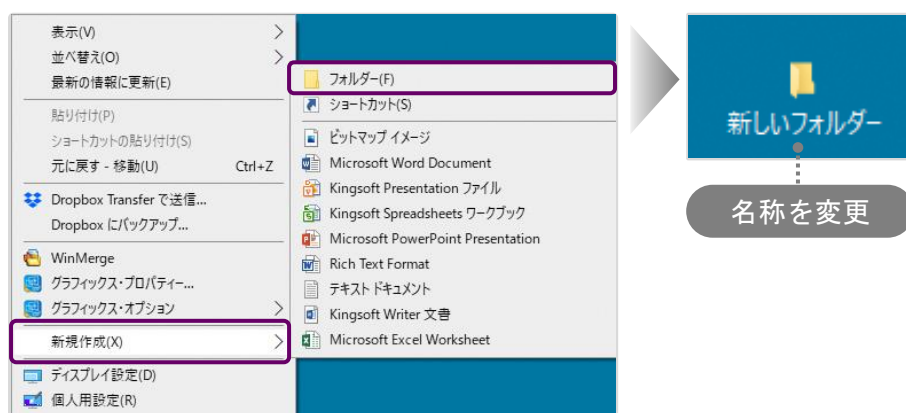 表示(V)
並べ替え(O)
最新の情報に更新(E)
貼り付け(P)
ショートカットの貼り付け(S)
元に戻す - 移動(U) Ctrl+Z
Dropbox Transfer で送信...
Dropbox にバックアップ...
WinMerge
グラフィックス・プロパティー...
グラフィックス・オプション
新規作成(X)
ディスプレイ設定(D)
個人用設定(R)
フォルダー(F)
ショートカット(S)
ビットマップ イメージ
Microsoft Word Document
Kingsoft Presentation ファイル
Kingsoft Spreadsheets ワークブック
Microsoft PowerPoint Presentation
Rich Text Format
テキスト ドキュメント
Kingsoft Writer 文書
Microsoft Excel Worksheet
新しいフォルダー
名称を変更